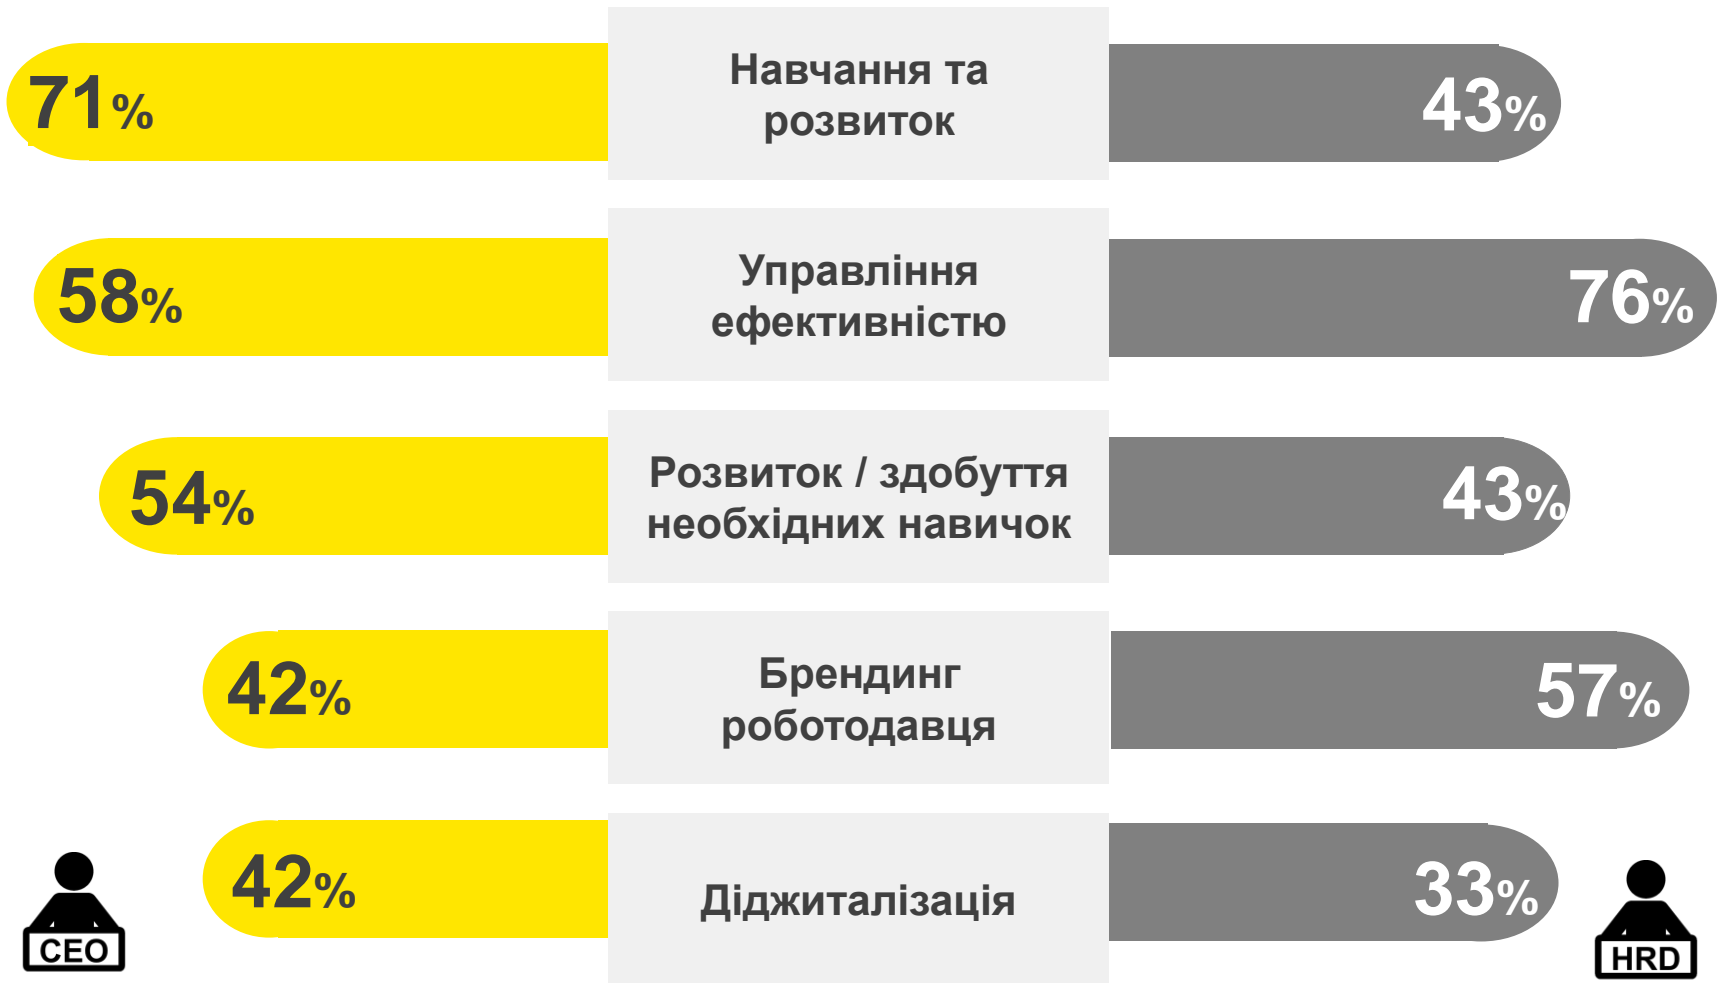 71%
Навчання та
розвиток
43%
58%
Управління
ефективністю
76%
54%
Розвиток / здобуття
необхідних навичок
43%
42%
Брендинг
роботодавця
57%
42%
Діджиталізація
33%
CEO
HRD